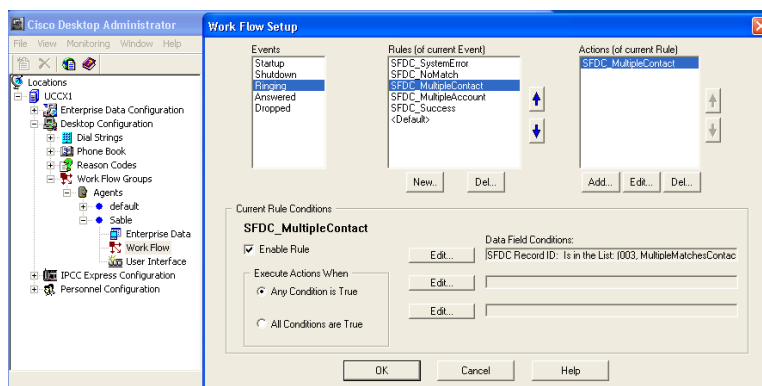 Cisco Desktop Administrator
File View Monitoring Window Help
Locations
UCCX1
Enterprise Data Configuration
Desktop Configuration
Dial Strings
Phone Book
Reason Codes
Work Flow Groups
Agents
default
Sable
Enterprise Data
Work Flow
User Interface
IPCC Express Configuration
Personnel Configuration
Work Flow Setup
Events
Startup
Shutdown
Ringing
Answered
Dropped
Rules (of current Event)
SFDC_SystemError
SFDC_NoMatch
SFDC_MultipleContact
SFDC_MultipleAccount
SFDC_Success
<Default>
New.. Del...
Actions (of current Rule)
SFDC_MultipleContact
Add... Edit... Del...
Current Rule Conditions
SFDC_MultipleContact
Enable Rule
Execute Actions When
Any Condition is True
All Conditions are True
Data Field Conditions:
Edit... SFDC Record ID: Is in the List: (003, MultipleMatchesContac
Edit...
Edit...
OK Cancel Help